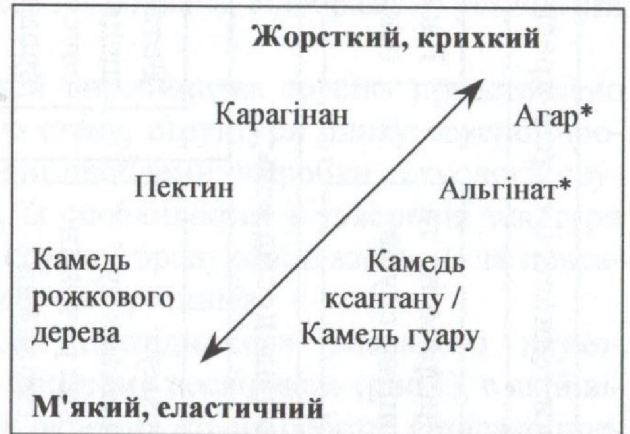 Жорсткий, крихкий
Карагінан
Агар*
Пектин
Альгінат*
Камедь
рожкового
дерева
Камедь
ксантану /
Камедь гуару
М'який, еластичний